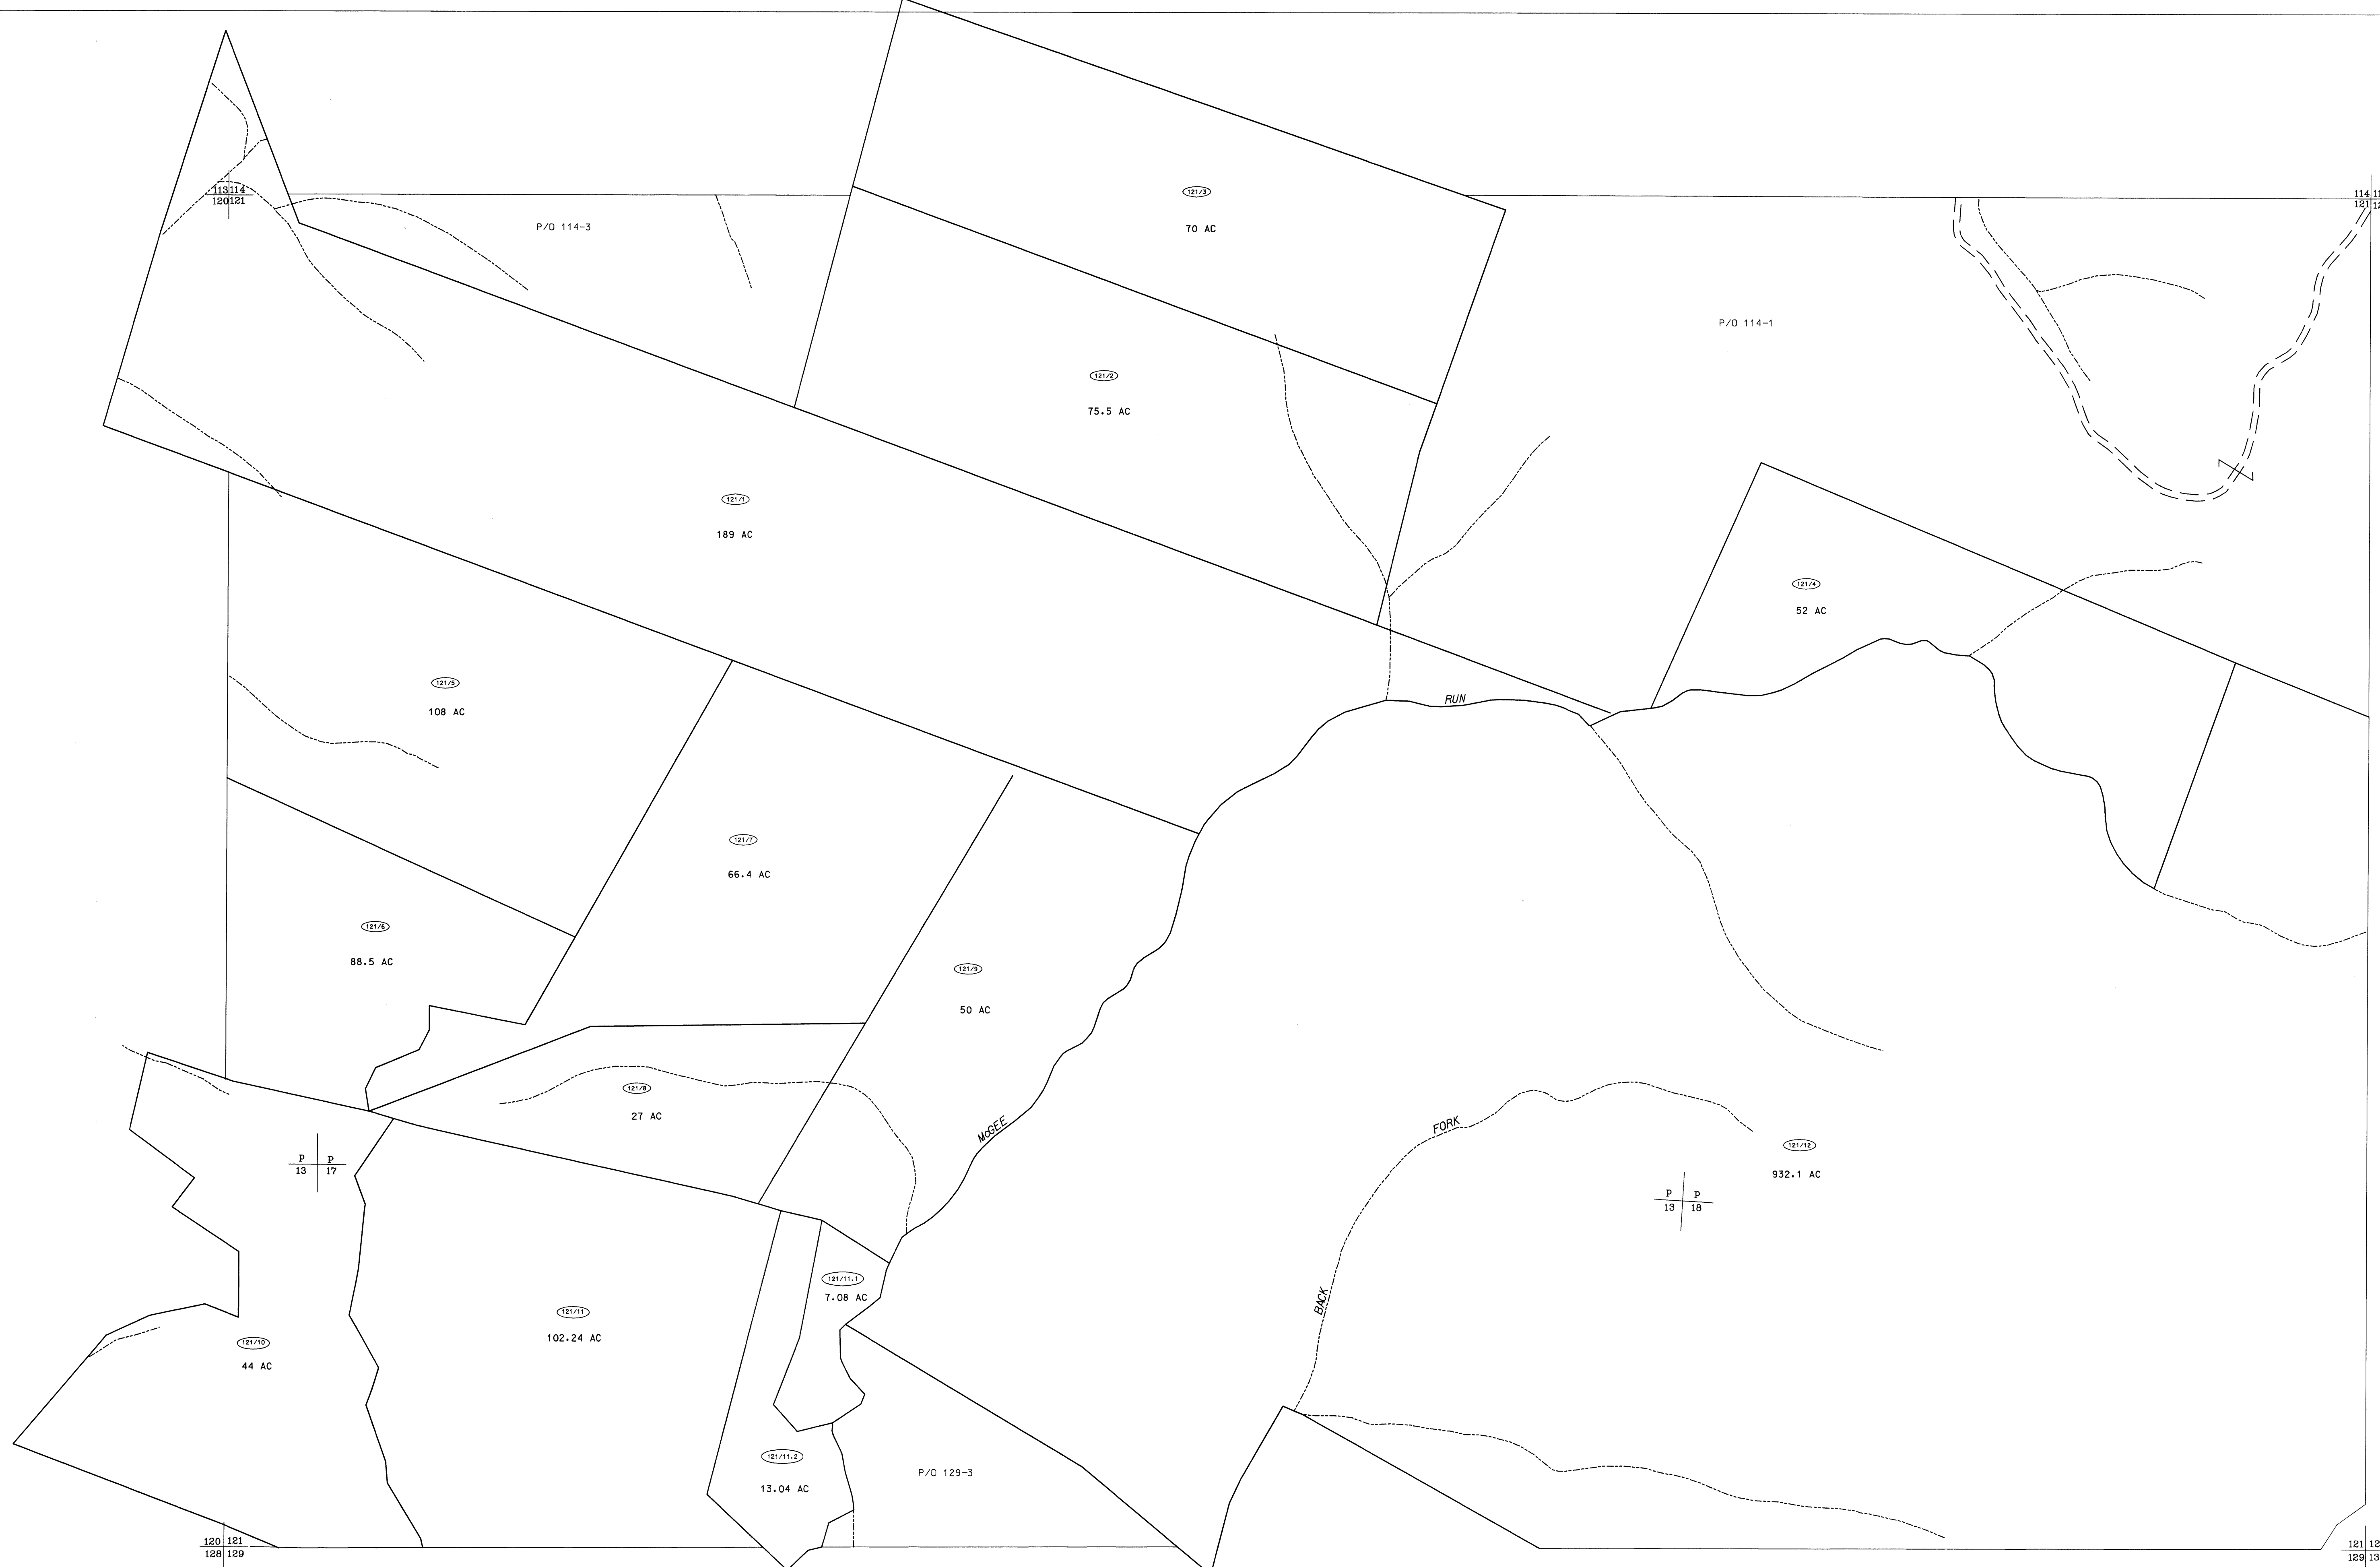 113 114
120 121
114
121
P/O 114-3
121/3
70 AC
P/O 114-1
121/2
75.5 AC
121/1
189 AC
121/4
52 AC
121/5
108 AC
RUN
121/7
66.4 AC
121/6
88.5 AC
121/9
50 AC
121/8
27 AC
McGEE
FORK
121/12
932.1 AC
P P
13 17
P P
13 18
121/11.1
7.08 AC
BACK
121/11
102.24 AC
121/10
44 AC
121/11.2
13.04 AC
P/O 129-3
120 121
128 129
121
129